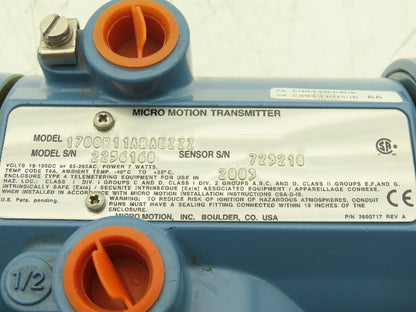 MICRO MOTION TRANSMITTER
MODEL 1700R11ABAEZZZ
MODEL S/N 2256160 SENSOR S/N 729210
VOLTS 18-100DC or 85-265AC, POWER 7 WATTS, 2003
TEMP CODE T4A, AMBIENT TEMP. -40°C TO +55°C,
ENCLOSURE TYPE 4 TELEMETERING EQUIPMENT FOR USE IN
HAZ. LOC., CLASS I DIV. I GROUPS C AND D, CLASS I DIV. 2 GROUPS A,B,C, AND D, CLASS II GROUPS E,F,AND G.
INTRINSICALLY SAFE (Exia) / SECURITE INTRINSEQUE (Exia) ASSOCIATED EQUIPMENT / APPAREILLAGE CONNEXE.
WHEN INSTALLED IN ACCORDANCE WITH MICRO MOTION INSTALLATION INSTRUCTIONS CSA-D-IS.
WARNING: TO REDUCE RISK OF IGNITION OF HAZARDOUS ATMOSPHERES, CONDUIT
RUNS MUST HAVE A SEALING FITTING CONNECTED WITHIN 18 INCHES OF THE
ENCLOSURE.
U.S. Pats. pending.
MICRO MOTION, INC. BOULDER, CO. USA
P/N 3600717 REV A
1/2